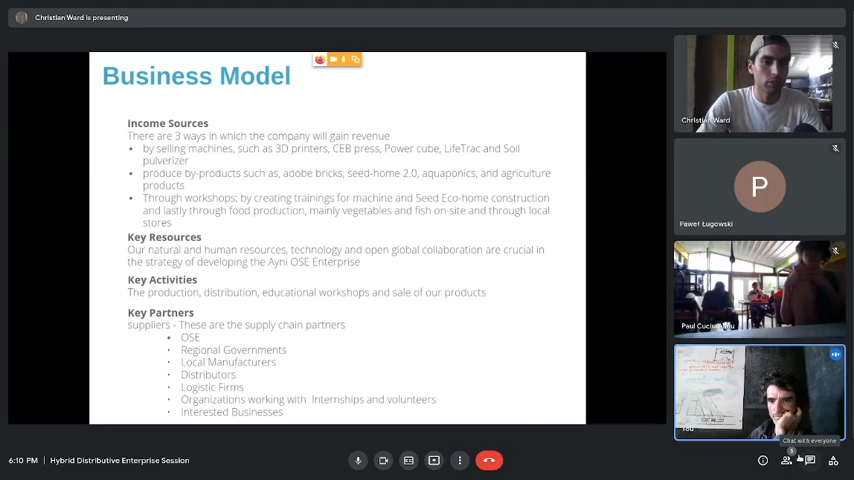 Christian Ward is presenting
Business Model
Income Sources
There are 3 ways in which the company will gain revenue
• by selling machines, such as 3D printers, CEB press, Power cube, LifeTrac and Soil
pulverizer
• produce by-products such as, adobe bricks, seed-home 2.0, aquaponics, and agriculture
products
• Through workshops; by creating trainings for machine and Seed Eco-home construction
and lastly through food production, mainly vegetables and fish on-site and through local
stores
Key Resources
Our natural and human resources, technology and open global collaboration are crucial in
the strategy of developing the Ayni OSE Enterprise
Key Activities
The production, distribution, educational workshops and sale of our products
Key Partners
suppliers - These are the supply chain partners
• OSE
• Regional Governments
• Local Manufacturers
• Distributors
• Logistic Firms
• Organizations working with Internships and volunteers
• Interested Businesses
Christian Ward
P
Paweł Ługowski
Paul
You
Chat with everyone
6:10 PM | Hybrid Distributive Enterprise Session